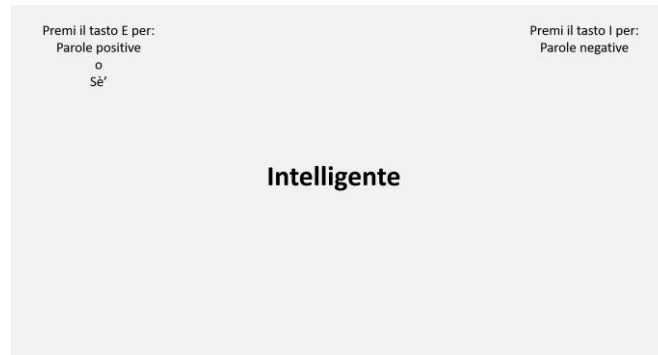 Premi il tasto E per:
Parole positive
o
Sè’
Premi il tasto I per:
Parole negative
Intelligente